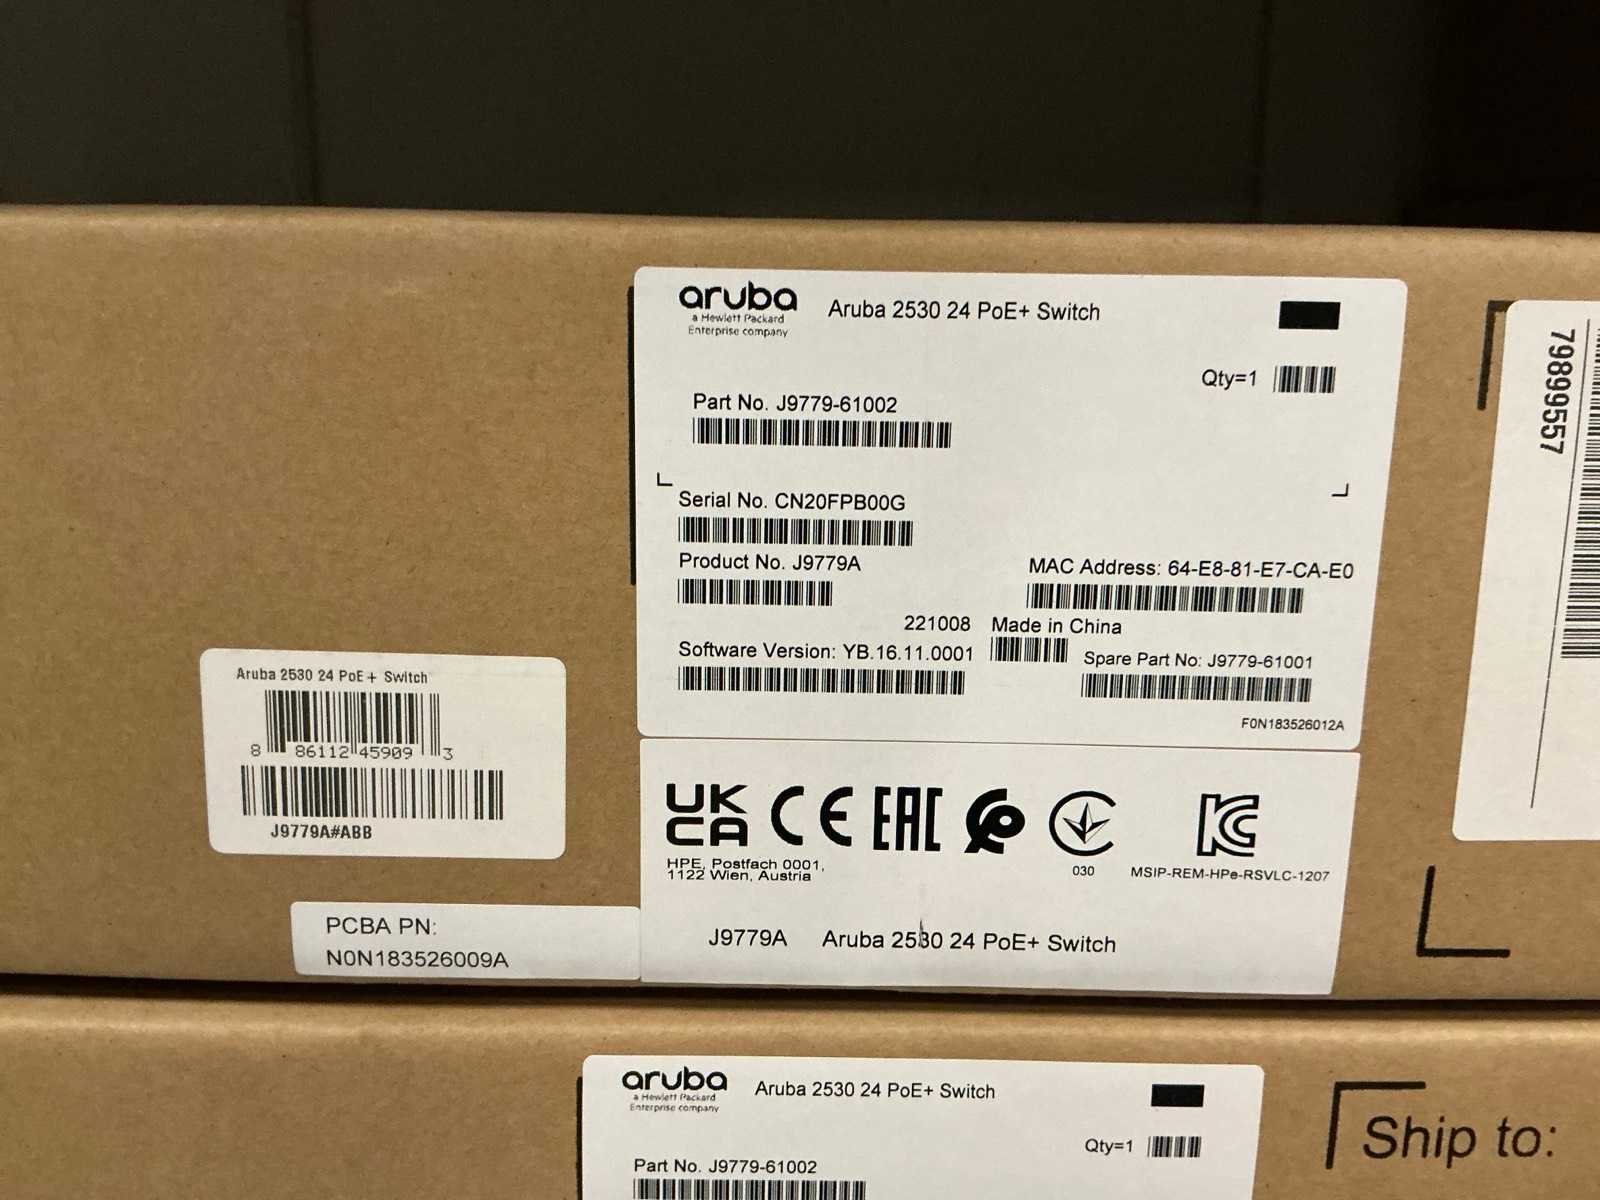 aruba
a Hewlett Packard
Enterprise company
Aruba 2530 24 PoE+ Switch
Qty=1
Part No. J9779-61002
Serial No. CN20FPB00G
Product No. J9779A
MAC Address: 64-E8-81-E7-CA-E0
221008 Made in China
Software Version: YB.16.11.0001
Spare Part No: J9779-61001
F0N183526012A
79899557
Aruba 2530 24 PoE + Switch
8 86112 45909 3
J9779A#ABB
UK
CA CE EAC
HPE, Postfach 0001,
1122 Wien, Austria
030
MSIP-REM-HPe-RSVLC-1207
J9779A Aruba 2530 24 PoE+ Switch
PCBA PN:
N0N183526009A
aruba
a Hewlett Packard
Enterprise company
Aruba 2530 24 PoE+ Switch
Qty=1
Part No. J9779-61002
Ship to: